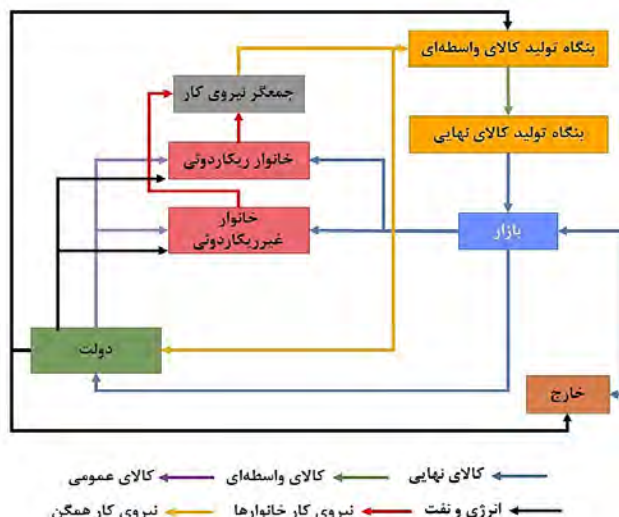 بنگاه تولید کالای واسطه‌ای
جمعگر نیروی کار
بنگاه تولید کالای نهایی
خانوار ریکاردوئی
خانوار
غیرریکاردوئی
بازار
دولت
خارج
کالای نهایی
کالای واسطه‌ای
کالای عمومی
انرژی و نفت
نیروی کار خانوارها
نیروی کار همگن